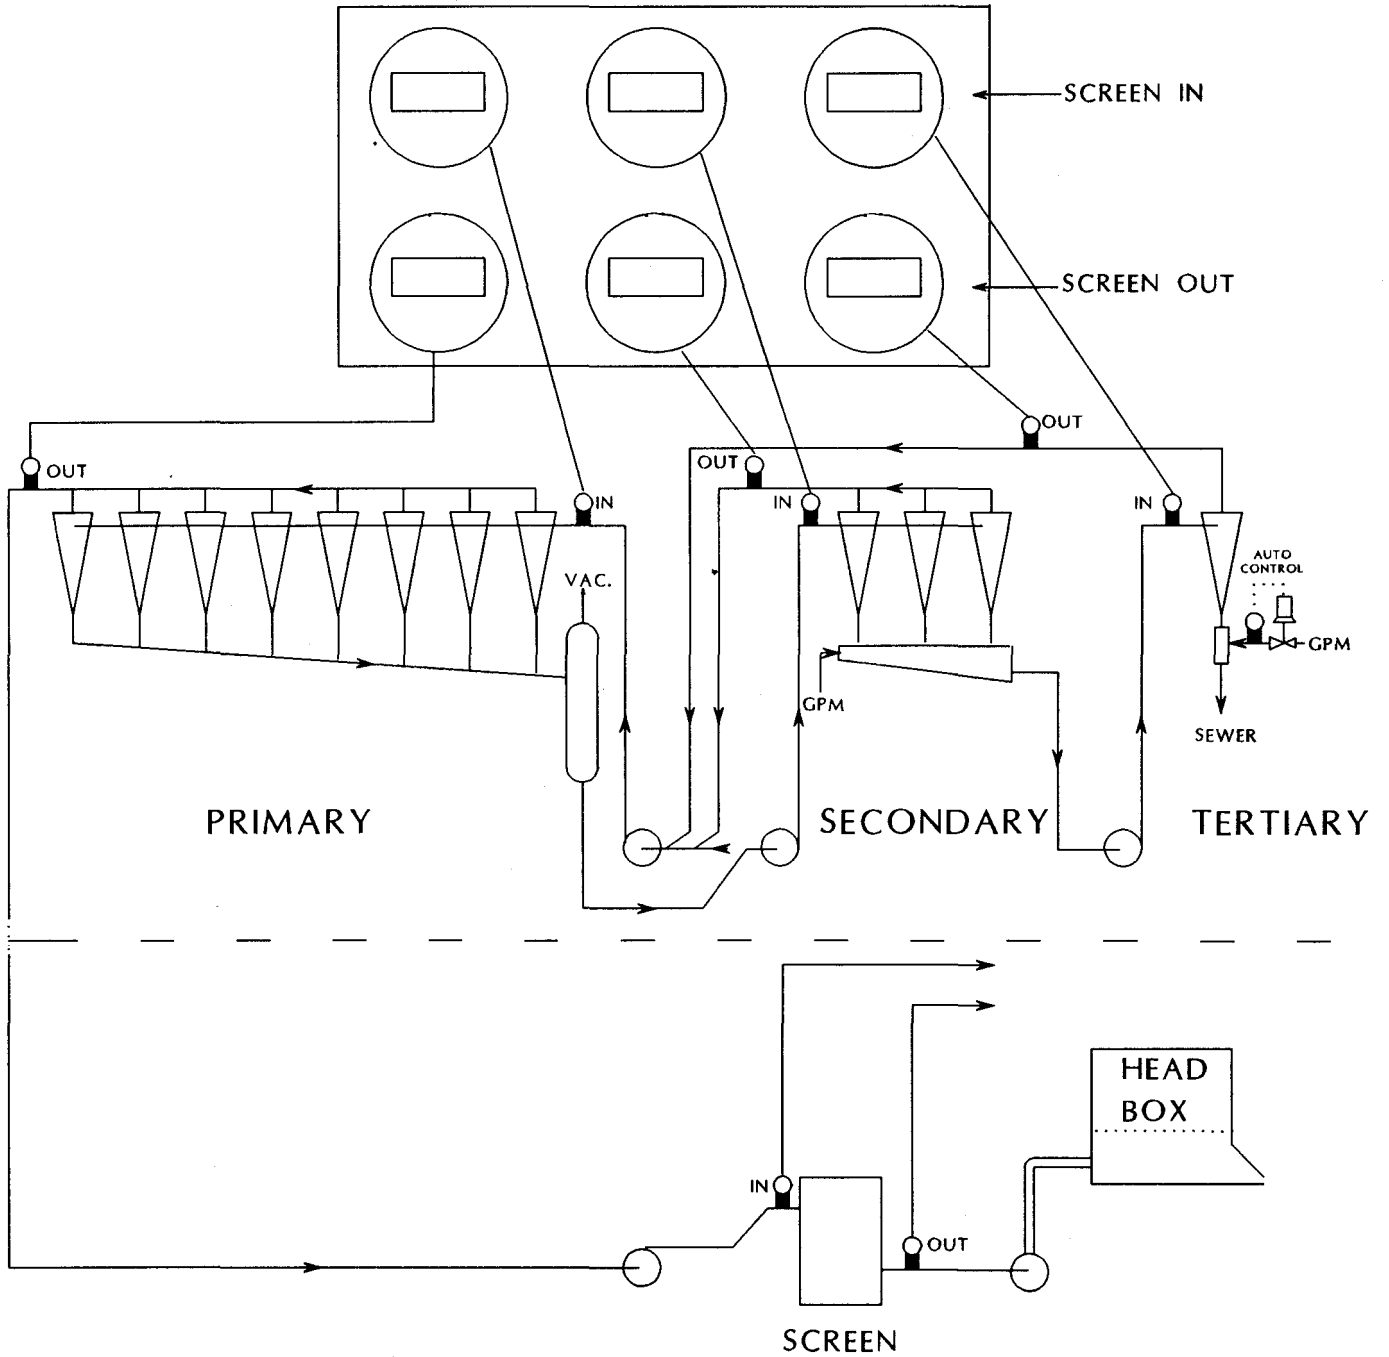 SCREEN IN
SCREEN OUT
OUT
OUT
OUT
IN
IN
IN
VAC.
AUTO
CONTROL
GPM
GPM
SEWER
PRIMARY
SECONDARY
TERTIARY
HEAD
BOX
IN
OUT
SCREEN